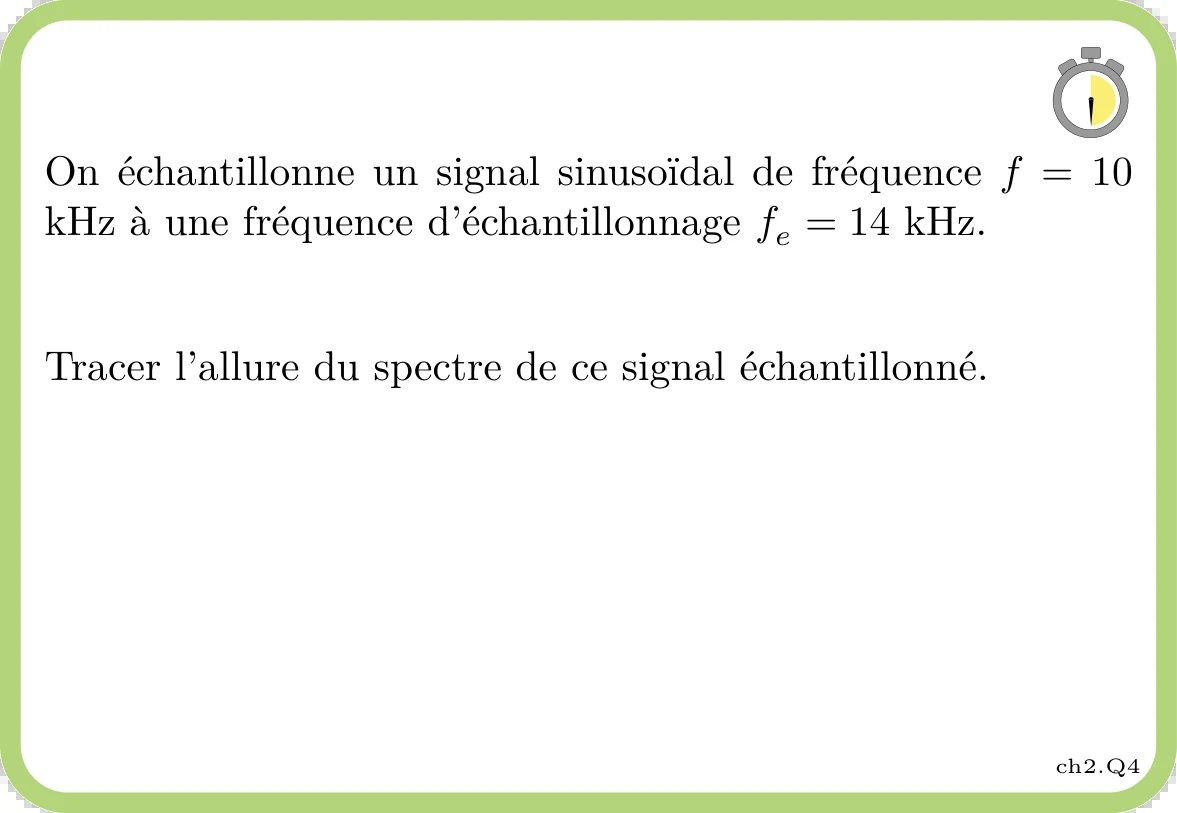 On échantillonne un signal sinusoïdal de fréquence f = 10
kHz à une fréquence d'échantillonnage fₑ = 14 kHz.
Tracer l'allure du spectre de ce signal échantillonné.
ch2.Q4